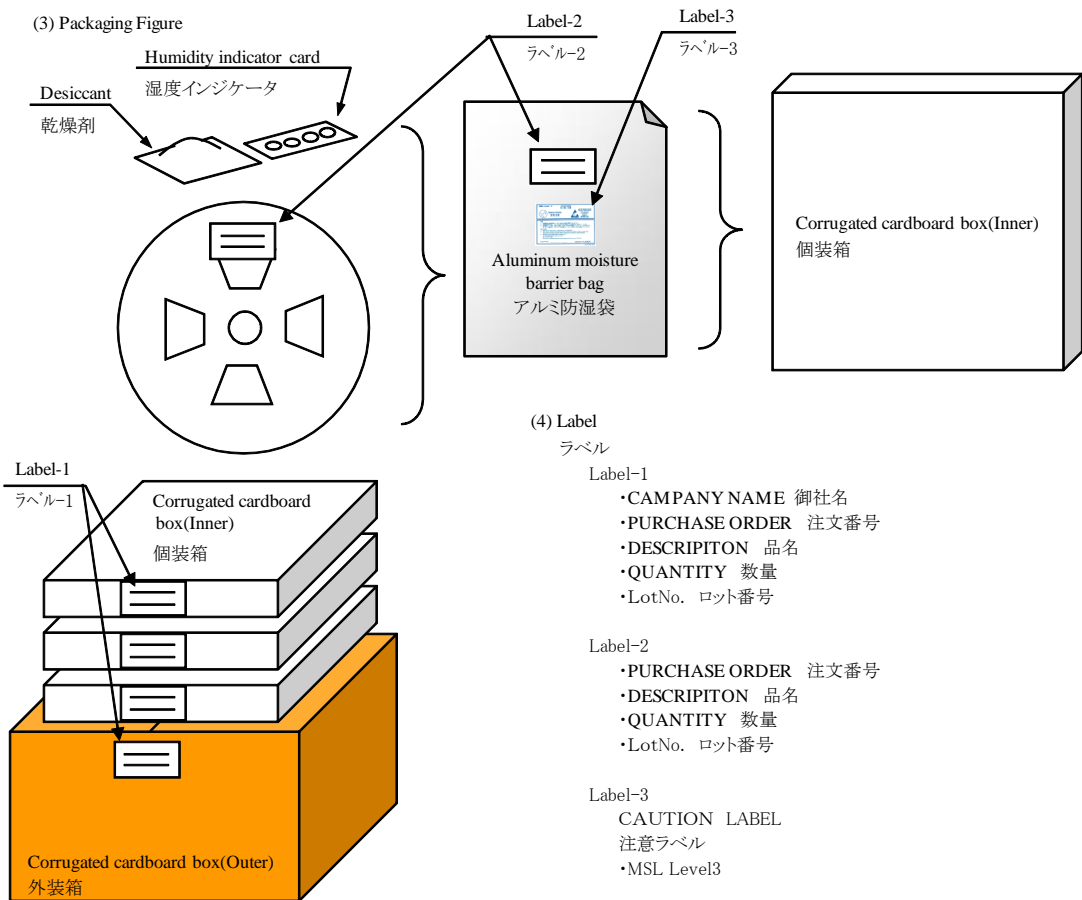 (3) Packaging Figure
Label-2
ラベル-2
Label-3
ラベル-3
Humidity indicator card
湿度インジケータ
Desiccant
乾燥剤
Aluminum moisture
barrier bag
アルミ防湿袋
Corrugated cardboard box(Inner)
個装箱
Label-1
ラベル-1
Corrugated cardboard
box(Inner)
個装箱
Corrugated cardboard box(Outer)
外装箱
(4) Label
ラベル
Label-1
・CAMPANY NAME 御社名
・PURCHASE ORDER 注文番号
・DESCRIPITON 品名
・QUANTITY 数量
・LotNo. ロット番号
Label-2
・PURCHASE ORDER 注文番号
・DESCRIPITON 品名
・QUANTITY 数量
・LotNo. ロット番号
Label-3
CAUTION LABEL
注意ラベル
・MSL Level3